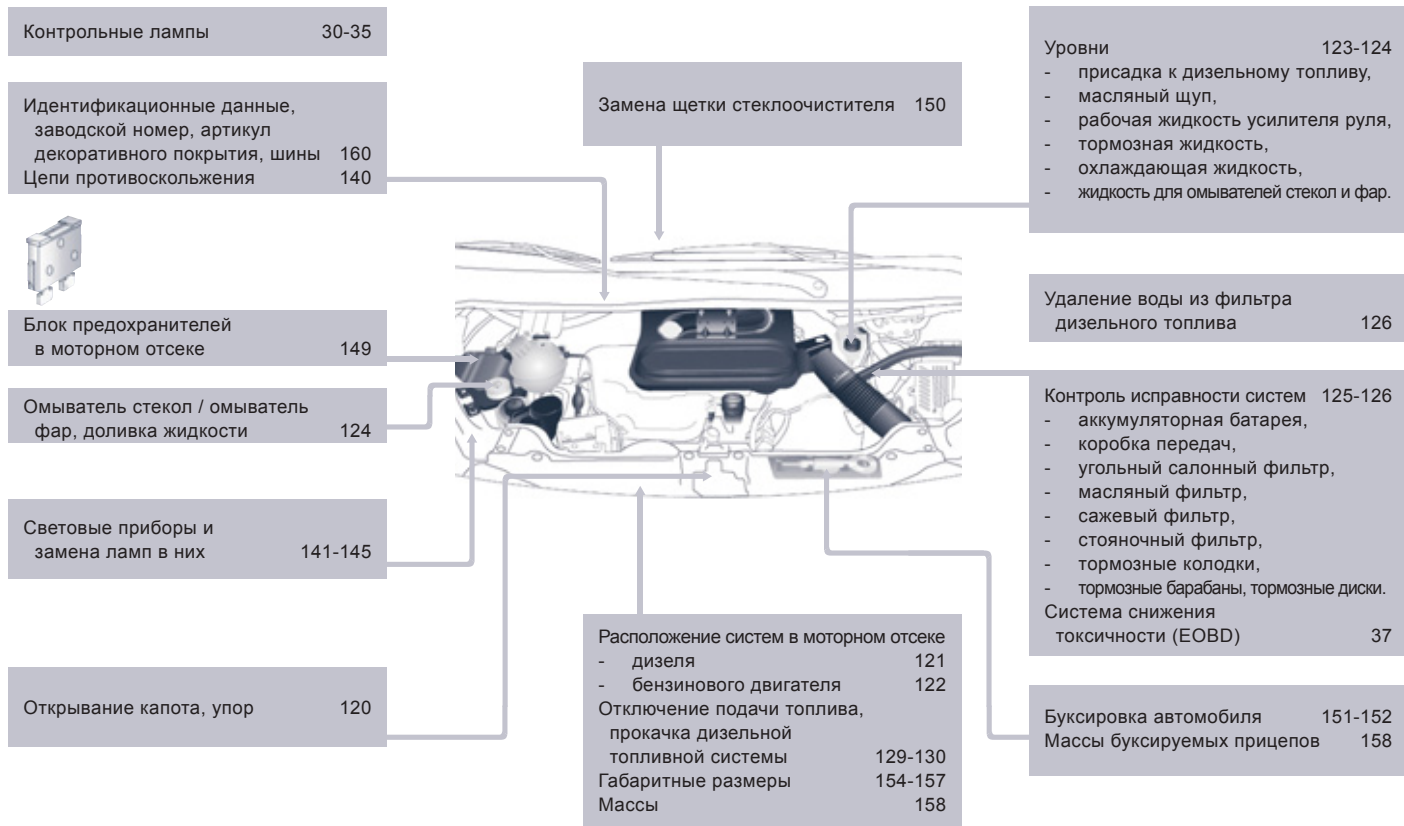 Контрольные лампы 30-35
Идентификационные данные,
заводской номер, артикул
декоративного покрытия, шины 160
Цепи противоскольжения 140
Блок предохранителей
в моторном отсеке 149
Омыватель стекол / омыватель
фар, доливка жидкости 124
Световые приборы и
замена ламп в них 141-145
Открывание капота, упор 120
Замена щетки стеклоочистителя 150
Расположение систем в моторном отсеке
- дизеля 121
- бензинового двигателя 122
Отключение подачи топлива,
прокачка дизельной
топливной системы 129-130
Габаритные размеры 154-157
Массы 158
Уровни 123-124
- присадка к дизельному топливу,
- масляный щуп,
- рабочая жидкость усилителя руля,
- тормозная жидкость,
- охлаждающая жидкость,
- жидкость для омывателей стекол и фар.
Удаление воды из фильтра
дизельного топлива 126
Контроль исправности систем 125-126
- аккумуляторная батарея,
- коробка передач,
- угольный салонный фильтр,
- масляный фильтр,
- сажевый фильтр,
- стояночный фильтр,
- тормозные колодки,
- тормозные барабаны, тормозные диски.
Система снижения
токсичности (EOBD) 37
Буксировка автомобиля 151-152
Массы буксируемых прицепов 158